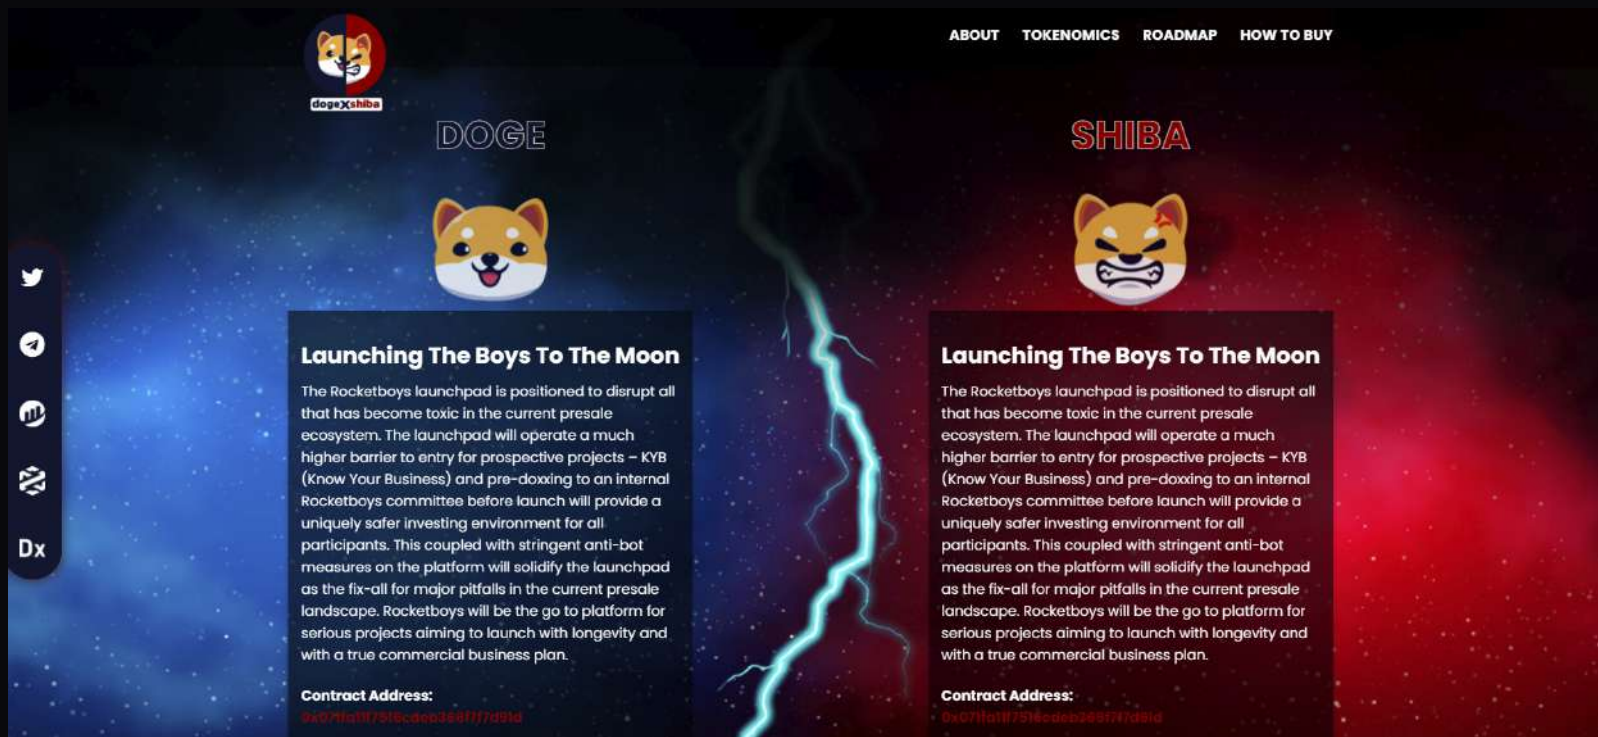 dogeXshiba
ABOUT TOKENOMICS ROADMAP HOW TO BUY
DOGE
Launching The Boys To The Moon
The Rocketboys launchpad is positioned to disrupt all
that has become toxic in the current presale
ecosystem. The launchpad will operate a much
higher barrier to entry for prospective projects – KYB
(Know Your Business) and pre-doxxing to an internal
Rocketboys committee before launch will provide a
uniquely safer investing environment for all
participants. This coupled with stringent anti-bot
measures on the platform will solidify the launchpad
as the fix-all for major pitfalls in the current presale
landscape. Rocketboys will be the go to platform for
serious projects aiming to launch with longevity and
with a true commercial business plan.
Contract Address:
SHIBA
Launching The Boys To The Moon
The Rocketboys launchpad is positioned to disrupt all
that has become toxic in the current presale
ecosystem. The launchpad will operate a much
higher barrier to entry for prospective projects – KYB
(Know Your Business) and pre-doxxing to an internal
Rocketboys committee before launch will provide a
uniquely safer investing environment for all
participants. This coupled with stringent anti-bot
measures on the platform will solidify the launchpad
as the fix-all for major pitfalls in the current presale
landscape. Rocketboys will be the go to platform for
serious projects aiming to launch with longevity and
with a true commercial business plan.
Contract Address:
Dx